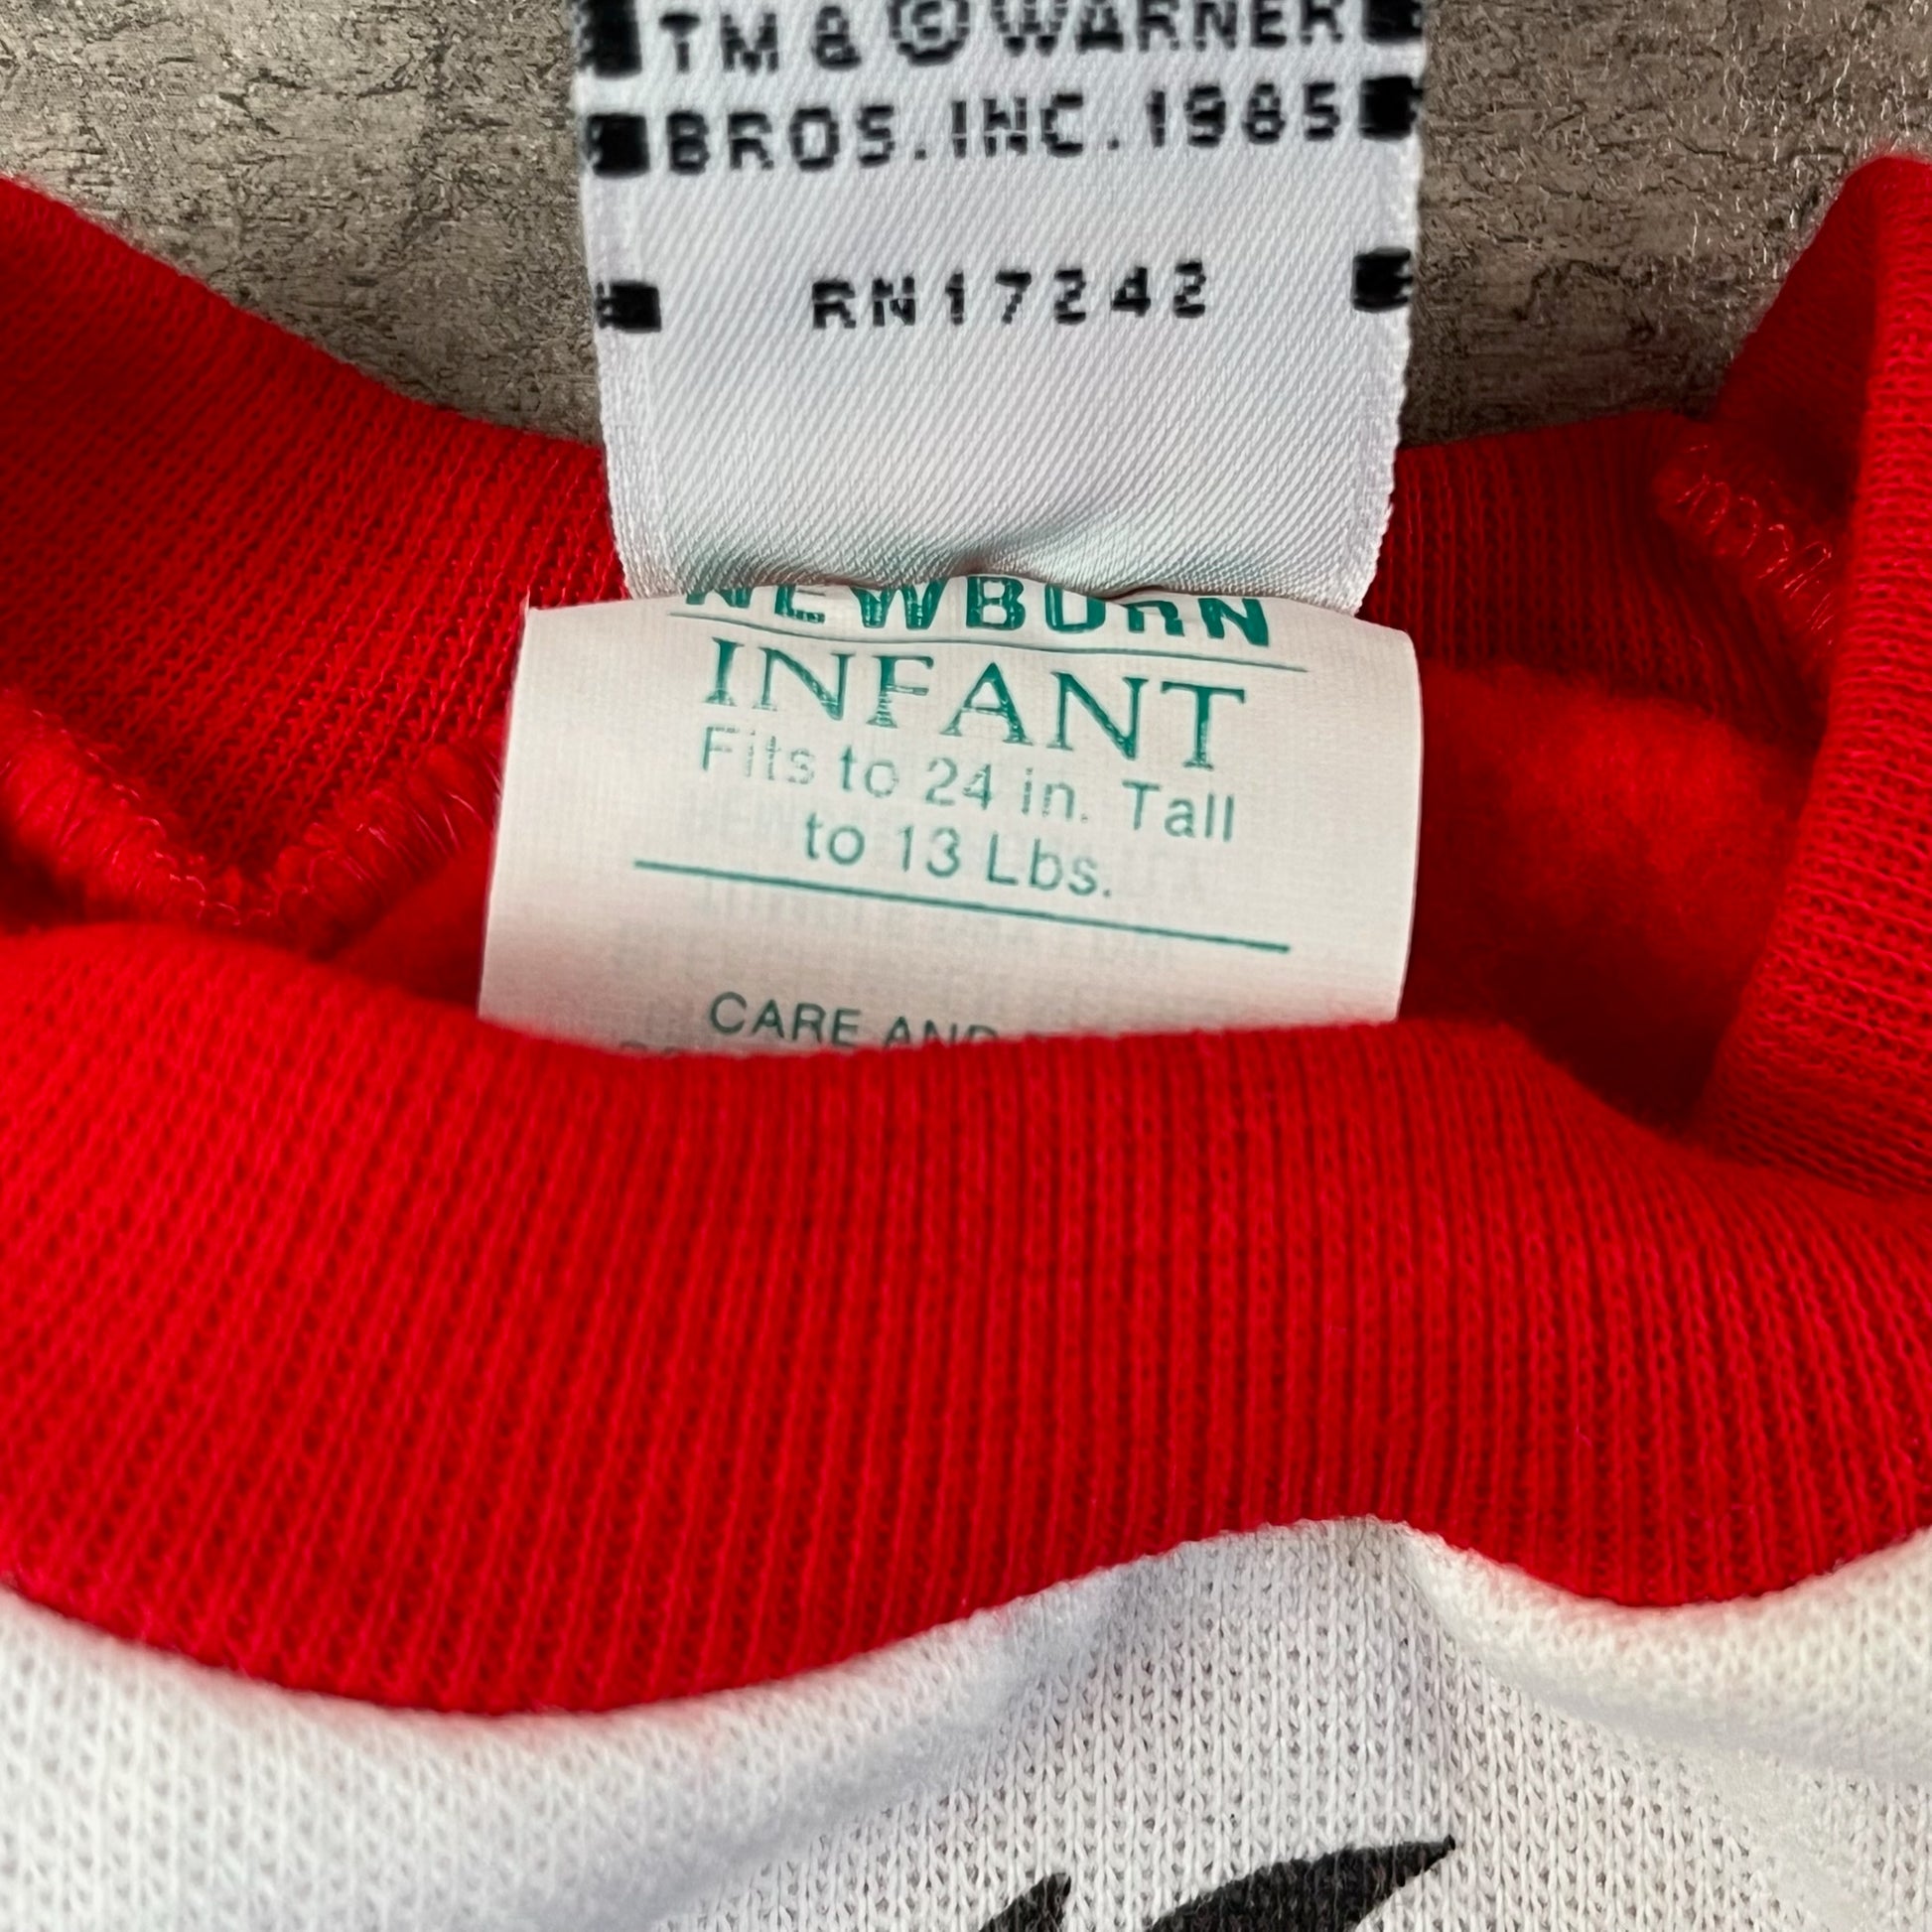 TM & © WARNER
BROS. INC. 1985
RN17242
NEWBORN
INFANT
Fits to 24 in. Tall
to 13 Lbs.
CARE AND